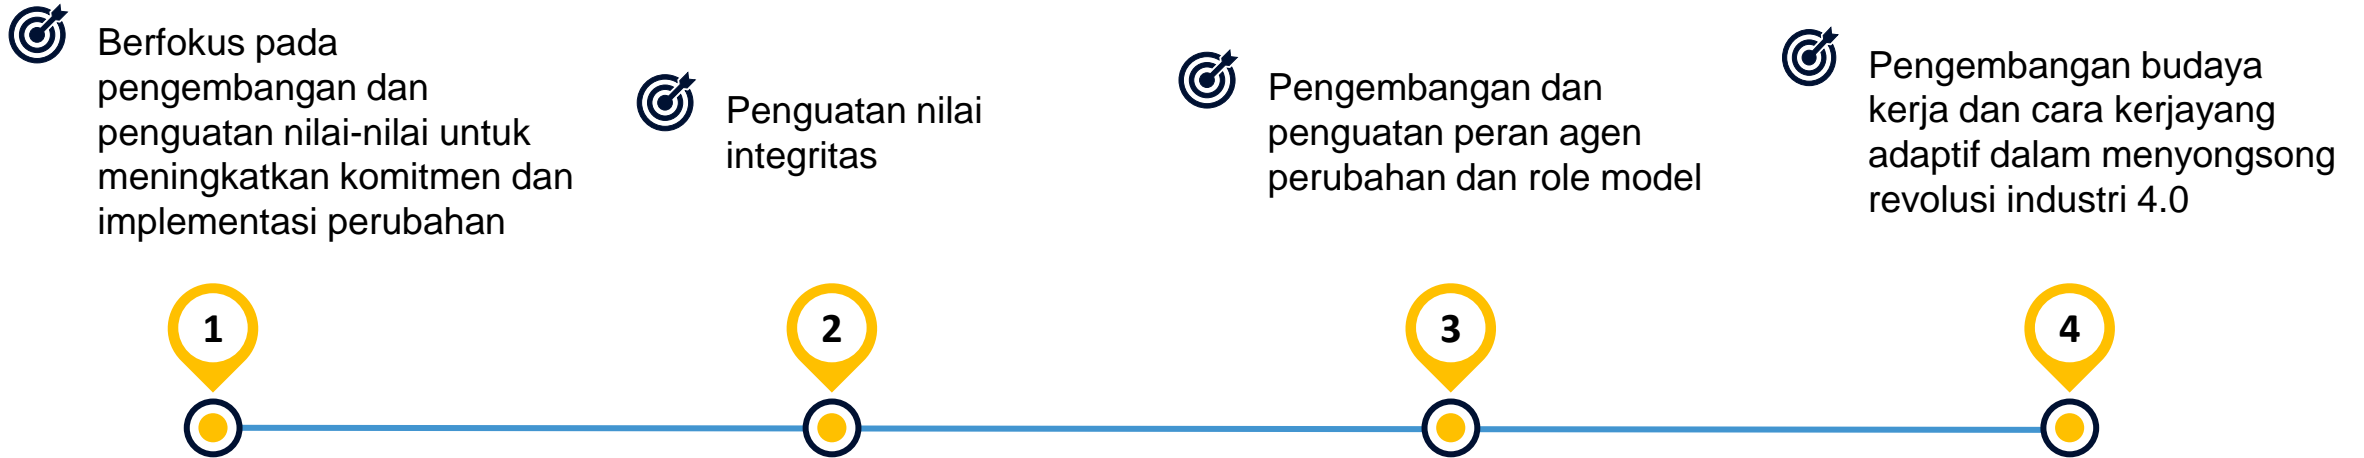 Berfokus pada
pengembangan dan
penguatan nilai-nilai untuk
meningkatkan komitmen dan
implementasi perubahan
Penguatan nilai
integritas
Pengembangan dan
penguatan peran agen
perubahan dan role model
Pengembangan budaya
kerja dan cara kerjayang
adaptif dalam menyongsong
revolusi industri 4.0
1
2
3
4